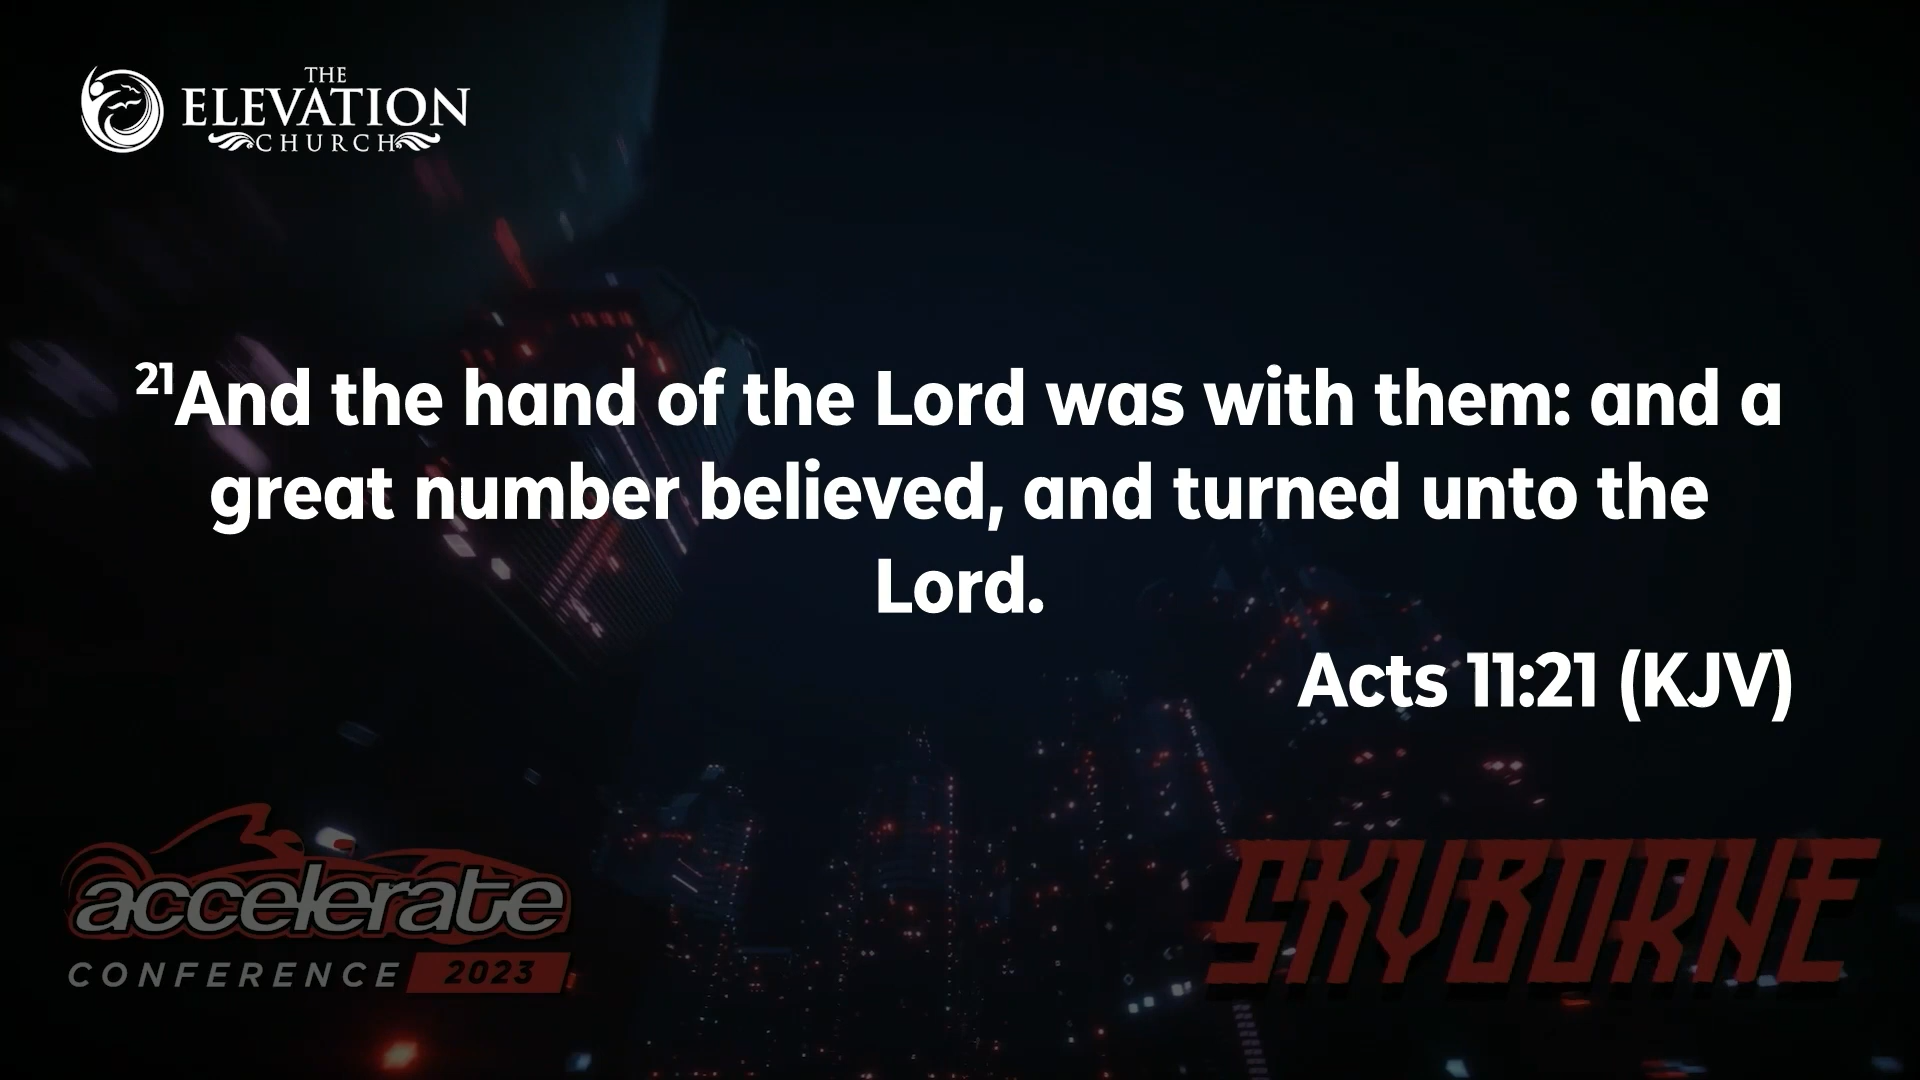 THE
ELEVATION
CHURCH
21And the hand of the Lord was with them: and a
great number believed, and turned unto the
Lord.
Acts 11:21 (KJV)
accelerate
CONFERENCE 2023
SKYBORNE